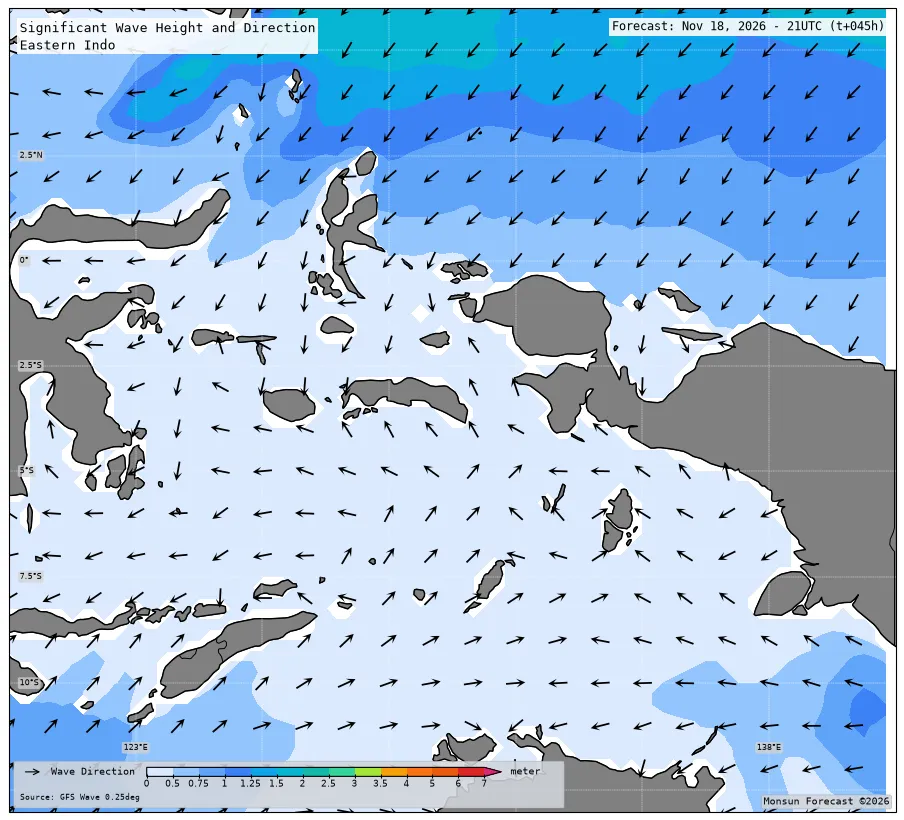 Significant Wave Height and Direction
Eastern Indo
Forecast: Nov 18, 2026 - 21UTC (t+045h)
2.5°N
0°
2.5°S
5°S
7.5°S
10°S
123°E
138°E
Wave Direction
meter
0 0.5 0.75 1 1.25 1.5 2 2.5 3 3.5 4 5 6 7
Source: GFS Wave 0.25deg
Monsun Forecast ©2026